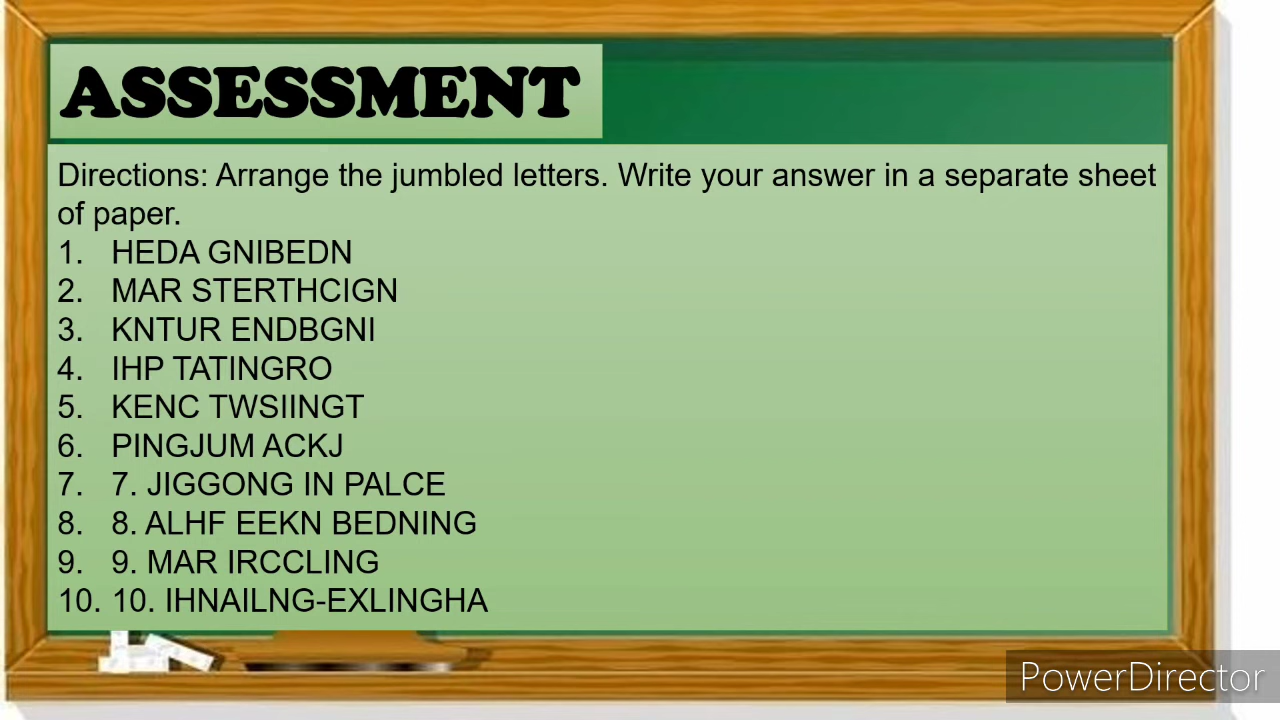 ASSESSMENT
Directions: Arrange the jumbled letters. Write your answer in a separate sheet
of paper.
1. HEDA GNIBEDN
2. MAR STERTHCIGN
3. KNTUR ENDBGNI
4. IHP TATINGRO
5. KENC TWSIINGT
6. PINGJUM ACKJ
7. 7. JIGGONG IN PALCE
8. 8. ALHF EEKN BEDNING
9. 9. MAR IRCCLING
10. 10. IHNAILNG-EXLINGHA
PowerDirector